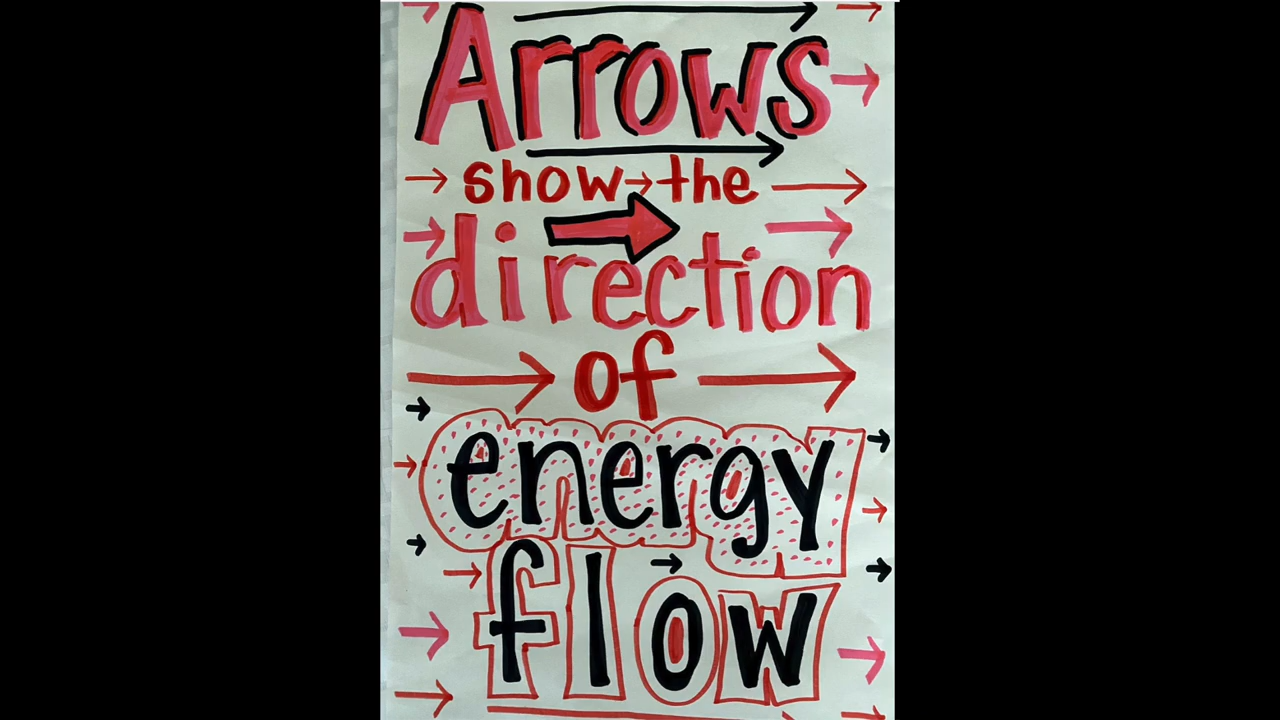 Arrows
show the
direction
of
energy
flow